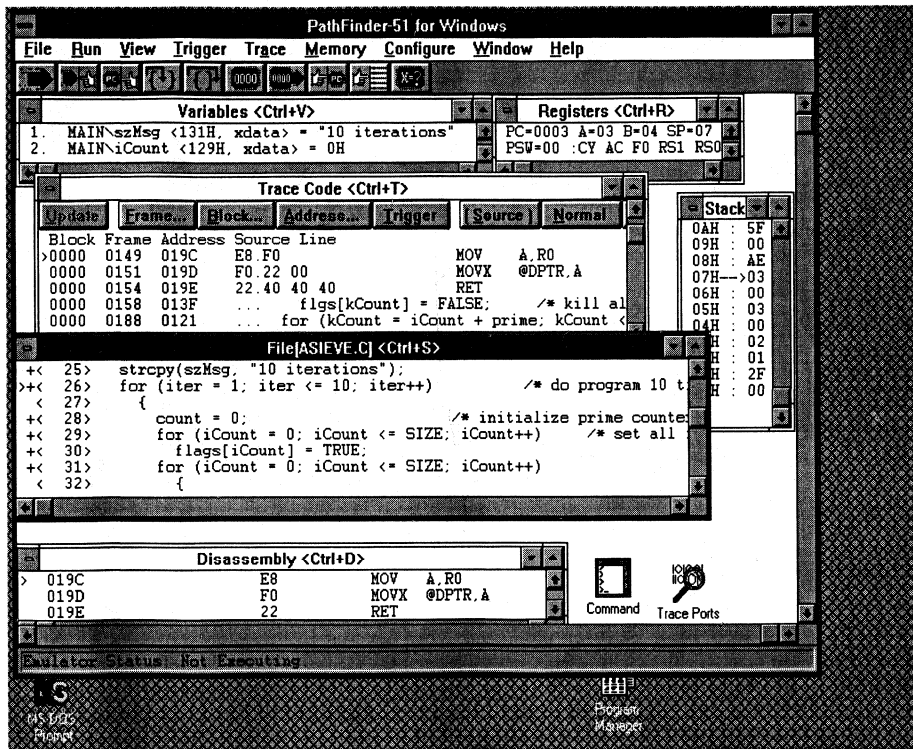 PathFinder-51 for Windows
File Run View Trigger Trace Memory Configure Window Help
PC 0000 0000 PC X=?
Variables <Ctrl+V>
1. MAIN\szMsg <131H, xdata> = "10 iterations"
2. MAIN\iCount <129H, xdata> = 0H
Registers <Ctrl+R>
PC=0003 A=03 B=04 SP=07
PSW=00 :CY AC F0 RS1 RS0
Trace Code <Ctrl+T>
Update Frame... Block... Address... Trigger [Source] Normal
Block Frame Address Source Line
>0000 0149 019C E8.F0 MOV A,R0
0000 0151 019D F0.22 00 MOVX @DPTR,A
0000 0154 019E 22.40 40 40 RET
0000 0158 013F ... flgs[kCount] = FALSE; /* kill al
0000 0188 0121 ... for (kCount = iCount + prime; kCount <
Stack
0AH : 5F
09H : 00
08H : AE
07H-->03
06H : 00
05H : 03
04H : 00
H : 02
H : 01
H : 2F
H : 00
File[ASIEVE.C] <Ctrl+S>
+< 25> strcpy(szMsg, "10 iterations");
>+< 26> for (iter = 1; iter <= 10; iter++) /* do program 10 t
< 27> {
+< 28> count = 0; /* initialize prime counte
+< 29> for (iCount = 0; iCount <= SIZE; iCount++) /* set all
+< 30> flags[iCount] = TRUE;
+< 31> for (iCount = 0; iCount <= SIZE; iCount++)
< 32> {
Disassembly <Ctrl+D>
> 019C E8 MOV A,R0
019D F0 MOVX @DPTR,A
019E 22 RET
Command
Trace Ports
Emulator Status: Not Executing
MS-DOS
Prompt
Program
Manager